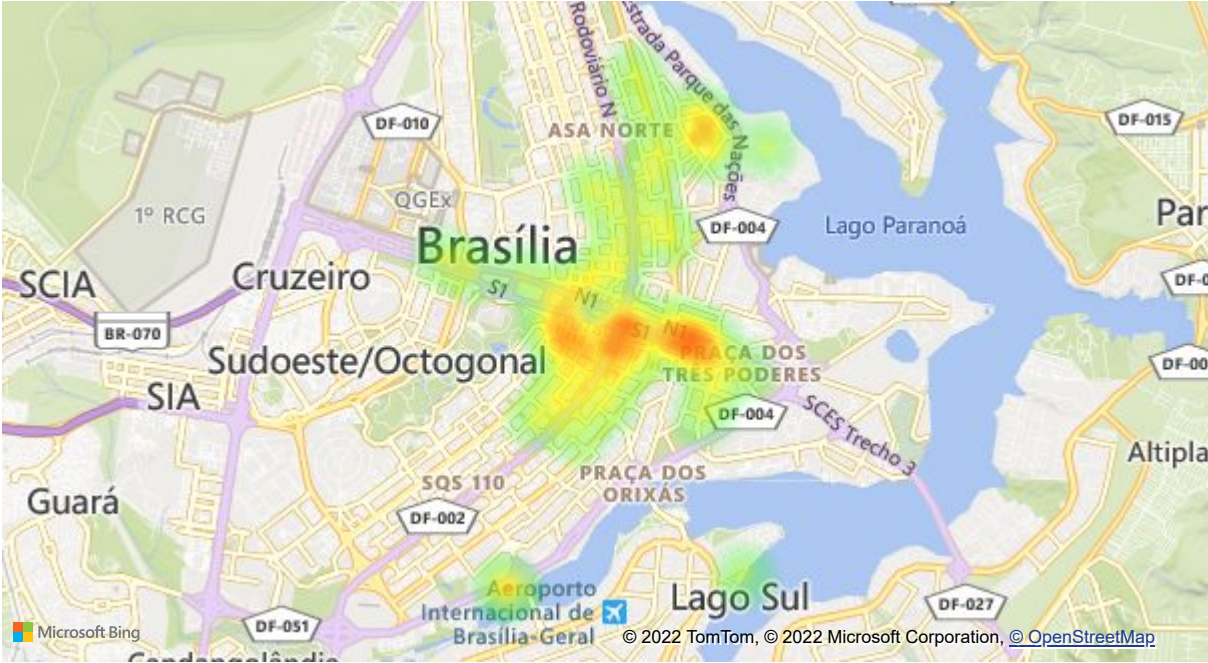 Rodoviário N
Estrada Parque das Nações
DF-010
ASA NORTE
DF-015
QGEx
1º RCG
Par
DF-004
Lago Paranoá
Brasília
SCIA
Cruzeiro
S1
N1
DF-0
BR-070
S1
N1
Sudoeste/Octogonal
PRAÇA DOS
TRÊS PODERES
DF-00
SIA
DF-004
SCES Trecho 3
Altipla
SQS 110
PRAÇA DOS
ORIXÁS
Guará
DF-002
Aeroporto
Internacional de
Brasília-Geral
Lago Sul
DF-027
DF-051
Microsoft Bing
© 2022 TomTom, © 2022 Microsoft Corporation, © OpenStreetMap
Candangolândia